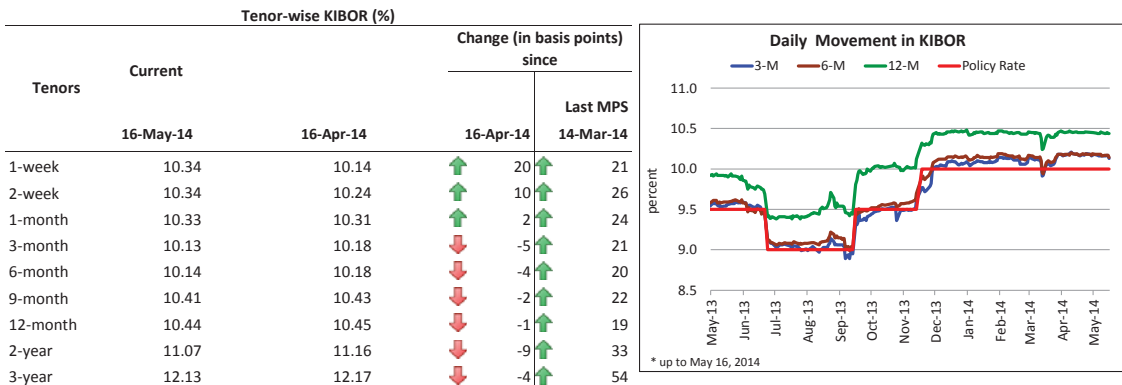 Tenor-wise KIBOR (%)
Tenors
Current
Change (in basis points) since
Last MPS
16-May-14 16-Apr-14 16-Apr-14 14-Mar-14
1-week 10.34 10.14 20 21
2-week 10.34 10.24 10 26
1-month 10.33 10.31 2 24
3-month 10.13 10.18 -5 21
6-month 10.14 10.18 -4 20
9-month 10.41 10.43 -2 22
12-month 10.44 10.45 -1 19
2-year 11.07 11.16 -9 33
3-year 12.13 12.17 -4 54
Daily Movement in KIBOR
3-M 6-M 12-M Policy Rate
percent
11.0
10.5
10.0
9.5
9.0
8.5
May-13 Jun-13 Jul-13 Aug-13 Sep-13 Oct-13 Nov-13 Dec-13 Jan-14 Feb-14 Mar-14 Apr-14 May-14
* up to May 16, 2014